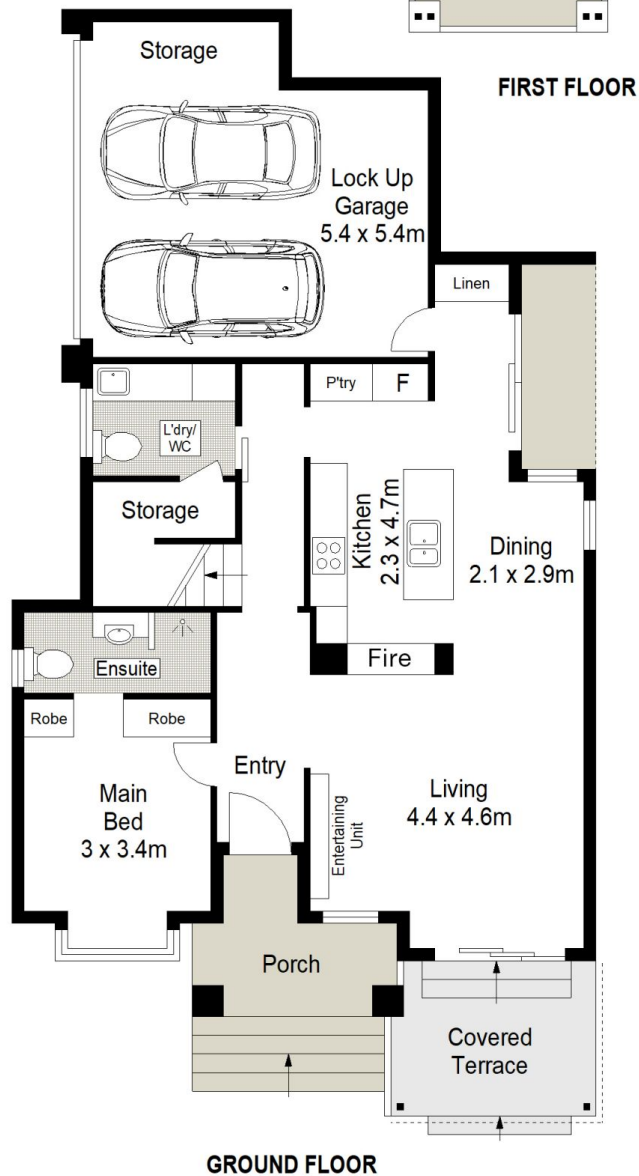 FIRST FLOOR
Storage
Lock Up
Garage
5.4 x 5.4m
Linen
P'try
F
L'dry/
WC
Storage
Kitchen
2.3 x 4.7m
Dining
2.1 x 2.9m
Ensuite
Fire
Robe
Robe
Entry
Main
Bed
3 x 3.4m
Living
4.4 x 4.6m
Entertaining
Unit
Porch
Covered
Terrace
GROUND FLOOR